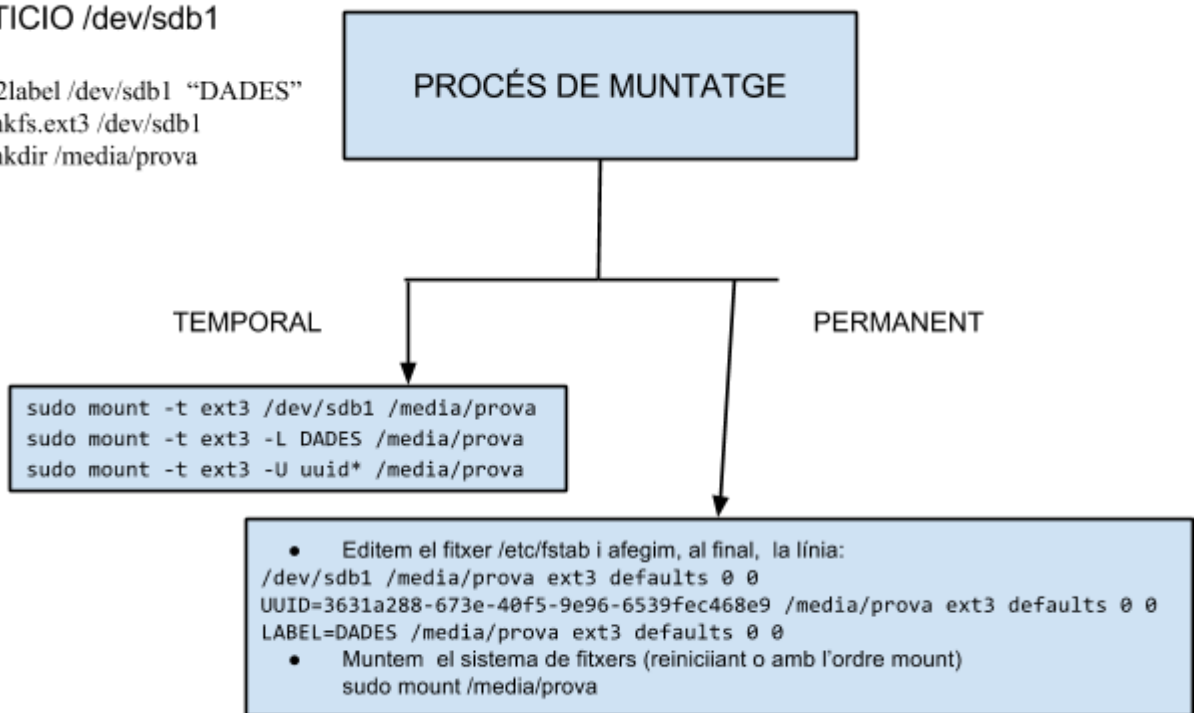 TICIO /dev/sdb1
2label /dev/sdb1 “DADES”
kfs.ext3 /dev/sdb1
kdir /media/prova
PROCÉS DE MUNTATGE
TEMPORAL
PERMANENT
sudo mount -t ext3 /dev/sdb1 /media/prova
sudo mount -t ext3 -L DADES /media/prova
sudo mount -t ext3 -U uuid* /media/prova
● Editem el fitxer /etc/fstab i afegim, al final, la línia:
/dev/sdb1 /media/prova ext3 defaults 0 0
UUID=3631a288-673e-40f5-9e96-6539fec468e9 /media/prova ext3 defaults 0 0
LABEL=DADES /media/prova ext3 defaults 0 0
● Muntem el sistema de fitxers (reiniciiant o amb l’ordre mount)
sudo mount /media/prova